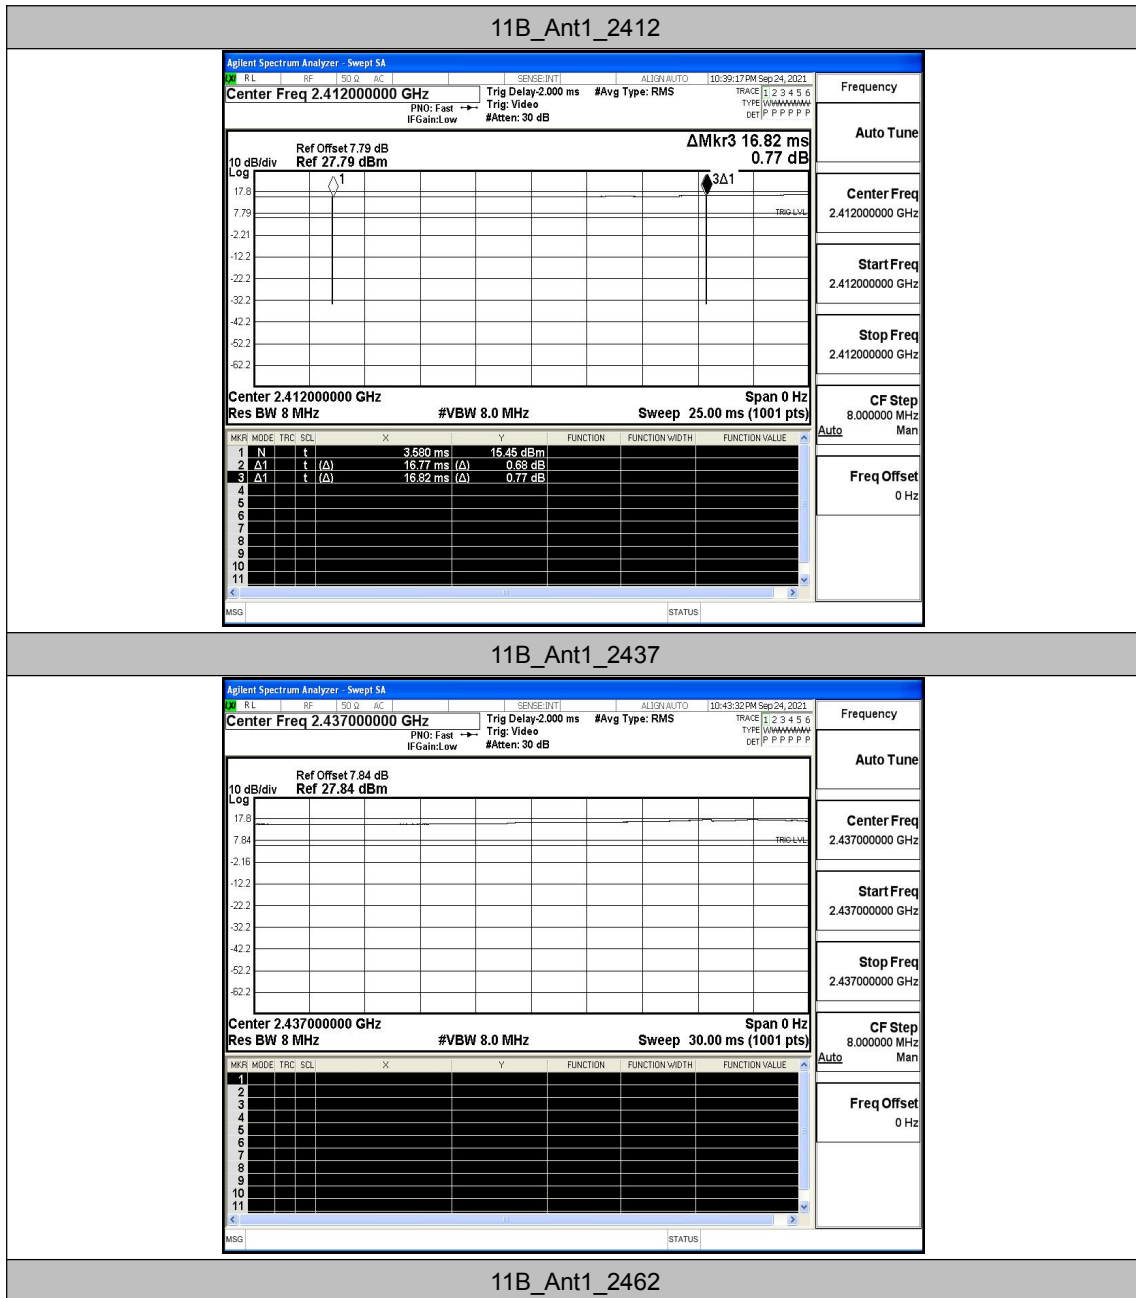 11B_Ant1_2412
Agilent Spectrum Analyzer - Swept SA
LXI RL RF 50 Ω AC SENSE:INT ALIGNAUTO 10:39:17 PM Sep 24, 2021
Center Freq 2.412000000 GHz
PNO: Fast
IFGain:Low
Trig Delay-2.000 ms
Trig: Video
#Atten: 30 dB
#Avg Type: RMS
TRACE 1 2 3 4 5 6
TYPE
DET P P P P P P
Ref Offset 7.79 dB
10 dB/div Ref 27.79 dBm
Log
ΔMkr3 16.82 ms
0.77 dB
1
3Δ1
17.8
7.79
TRIG LVL
-2.21
-12.2
-22.2
-32.2
-42.2
-52.2
-62.2
Center 2.412000000 GHz Span 0 Hz
Res BW 8 MHz #VBW 8.0 MHz Sweep 25.00 ms (1001 pts)
MKR MODE TRC SCL X Y FUNCTION FUNCTION WIDTH FUNCTION VALUE
1 N t 3.580 ms 15.45 dBm
2 Δ1 t (Δ) 16.77 ms (Δ) 0.68 dB
3 Δ1 t (Δ) 16.82 ms (Δ) 0.77 dB
4
5
6
7
8
9
10
11
MSG STATUS
Frequency
Auto Tune
Center Freq
2.412000000 GHz
Start Freq
2.412000000 GHz
Stop Freq
2.412000000 GHz
CF Step
8.000000 MHz
Auto Man
Freq Offset
0 Hz
11B_Ant1_2437
Agilent Spectrum Analyzer - Swept SA
LXI RL RF 50 Ω AC SENSE:INT ALIGNAUTO 10:43:32 PM Sep 24, 2021
Center Freq 2.437000000 GHz
PNO: Fast
IFGain:Low
Trig Delay-2.000 ms
Trig: Video
#Atten: 30 dB
#Avg Type: RMS
TRACE 1 2 3 4 5 6
TYPE
DET P P P P P P
Ref Offset 7.84 dB
10 dB/div Ref 27.84 dBm
Log
17.8
7.84
TRIG LVL
-2.16
-12.2
-22.2
-32.2
-42.2
-52.2
-62.2
Center 2.437000000 GHz Span 0 Hz
Res BW 8 MHz #VBW 8.0 MHz Sweep 30.00 ms (1001 pts)
MKR MODE TRC SCL X Y FUNCTION FUNCTION WIDTH FUNCTION VALUE
1
2
3
4
5
6
7
8
9
10
11
MSG STATUS
Frequency
Auto Tune
Center Freq
2.437000000 GHz
Start Freq
2.437000000 GHz
Stop Freq
2.437000000 GHz
CF Step
8.000000 MHz
Auto Man
Freq Offset
0 Hz
11B_Ant1_2462